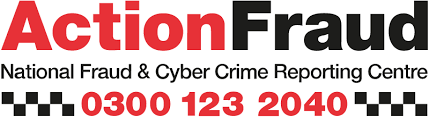 ActionFraud
National Fraud & Cyber Crime Reporting Centre
0300 123 2040